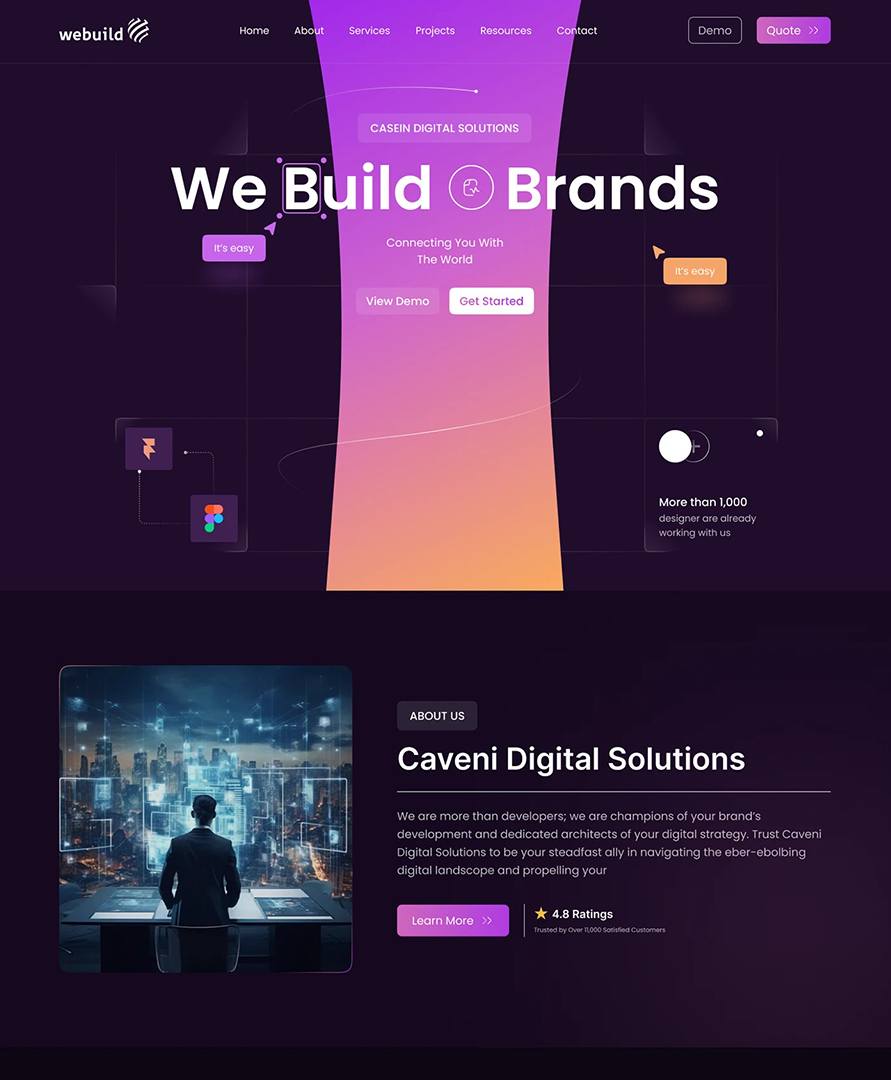 webuild
Home About Services Projects Resources Contact
Demo
Quote
CASEIN DIGITAL SOLUTIONS
We Build Brands
It's easy
Connecting You With
The World
It's easy
View Demo
Get Started
More than 1,000
designer are already
working with us
ABOUT US
Caveni Digital Solutions
We are more than developers; we are champions of your brand's
development and dedicated architects of your digital strategy. Trust Caveni
Digital Solutions to be your steadfast ally in navigating the eber-ebolbing
digital landscape and propelling your
Learn More
4.8 Ratings
Trusted by Over 11,000 Satisfied Customers